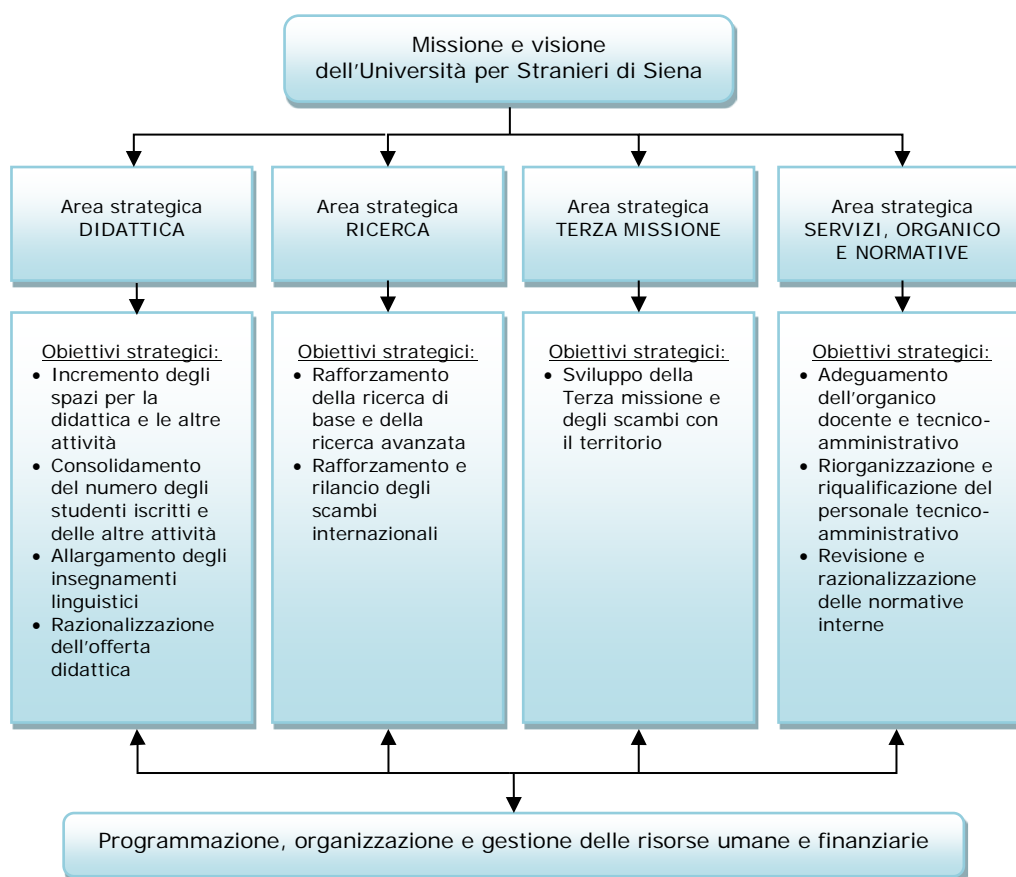 Missione e visione
dell'Università per Stranieri di Siena
Area strategica
DIDATTICA
Area strategica
RICERCA
Area strategica
TERZA MISSIONE
Area strategica
SERVIZI, ORGANICO
E NORMATIVE
Obiettivi strategici:
• Incremento degli
spazi per la
didattica e le altre
attività
• Consolidamento
del numero degli
studenti iscritti e
delle altre attività
• Allargamento degli
insegnamenti
linguistici
• Razionalizzazione
dell'offerta
didattica
Obiettivi strategici:
• Rafforzamento
della ricerca di
base e della
ricerca avanzata
• Rafforzamento e
rilancio degli
scambi
internazionali
Obiettivi strategici:
• Sviluppo della
Terza missione e
degli scambi con
il territorio
Obiettivi strategici:
• Adeguamento
dell'organico
docente e tecnico-
amministrativo
• Riorganizzazione e
riqualificazione del
personale tecnico-
amministrativo
• Revisione e
razionalizzazione
delle normative
interne
Programmazione, organizzazione e gestione delle risorse umane e finanziarie